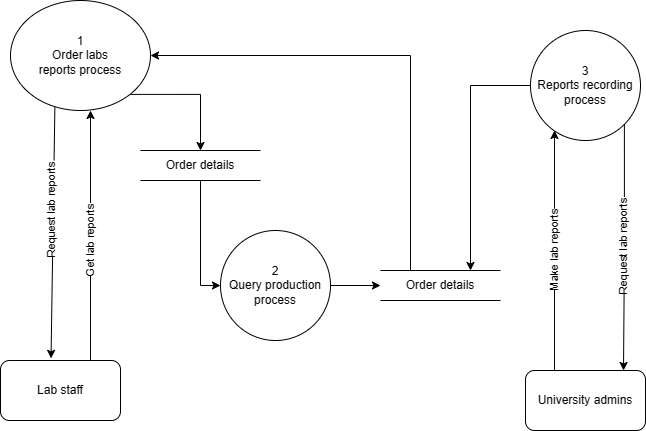 1
Order labs
reports process
3
Reports recording
process
Order details
Request lab reports
Get lab reports
Make lab reports
Request lab reports
2
Query production
process
Order details
Lab staff
University admins